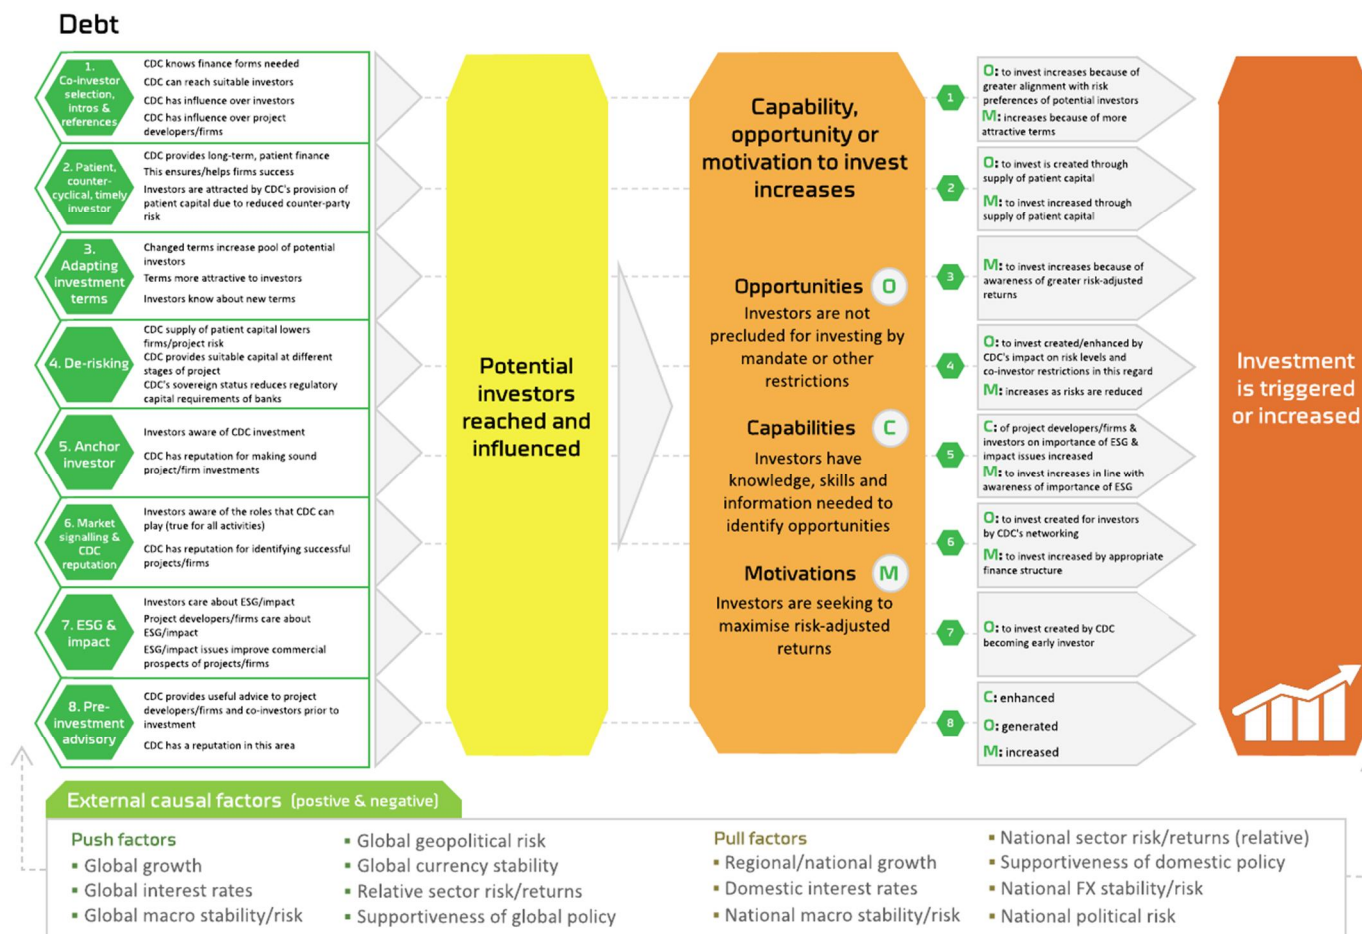 Debt
1.
Co-investor
selection,
intros &
references
CDC knows finance forms needed
CDC can reach suitable investors
CDC has influence over investors
CDC has influence over project
developers/firms
2. Patient,
counter-
cyclical, timely
investor
CDC provides long-term, patient finance
This ensures/helps firms success
Investors are attracted by CDC's provision of
patient capital due to reduced counter-party
risk
3.
Adapting
investment
terms
Changed terms increase pool of potential
investors
Terms more attractive to investors
Investors know about new terms
4. De-risking
CDC supply of patient capital lowers
firms/project risk
CDC provides suitable capital at different
stages of project
CDC's sovereign status reduces regulatory
capital requirements of banks
5. Anchor
investor
Investors aware of CDC investment
CDC has reputation for making sound
project/firm investments
6. Market
signalling &
CDC
reputation
Investors aware of the roles that CDC can
play (true for all activities)
CDC has reputation for identifying successful
projects/firms
7. ESG &
impact
Investors care about ESG/impact
Project developers/firms care about
ESG/impact
ESG/impact issues improve commercial
prospects of projects/firms
8. Pre-
investment
advisory
CDC provides useful advice to project
developers/firms and co-investors prior to
investment
CDC has a reputation in this area
Potential
investors
reached and
influenced
Capability,
opportunity or
motivation to invest
increases
Opportunities O
Investors are not
precluded for investing by
mandate or other
restrictions
Capabilities C
Investors have
knowledge, skills and
information needed to
identify opportunities
Motivations M
Investors are seeking to
maximise risk-adjusted
returns
1
O: to invest increases because of
greater alignment with risk
preferences of potential investors
M: increases because of more
attractive terms
2
O: to invest is created through
supply of patient capital
M: to invest increased through
supply of patient capital
3
M: to invest increases because of
awareness of greater risk-adjusted
returns
4
O: to invest created/enhanced by
CDC's impact on risk levels and
co-investor restrictions in this regard
M: increases as risks are reduced
5
C: of project developers/firms &
investors on importance of ESG &
impact issues increased
M: to invest increases in line with
awareness of importance of ESG
6
O: to invest created for investors
by CDC's networking
M: to invest increased by appropriate
finance structure
7
O: to invest created by CDC
becoming early investor
8
C: enhanced
O: generated
M: increased
Investment
is triggered
or increased
External causal factors (postive & negative)
Push factors
▪ Global growth
▪ Global interest rates
▪ Global macro stability/risk
▪ Global geopolitical risk
▪ Global currency stability
▪ Relative sector risk/returns
▪ Supportiveness of global policy
Pull factors
▪ Regional/national growth
▪ Domestic interest rates
▪ National macro stability/risk
▪ National sector risk/returns (relative)
▪ Supportiveness of domestic policy
▪ National FX stability/risk
▪ National political risk